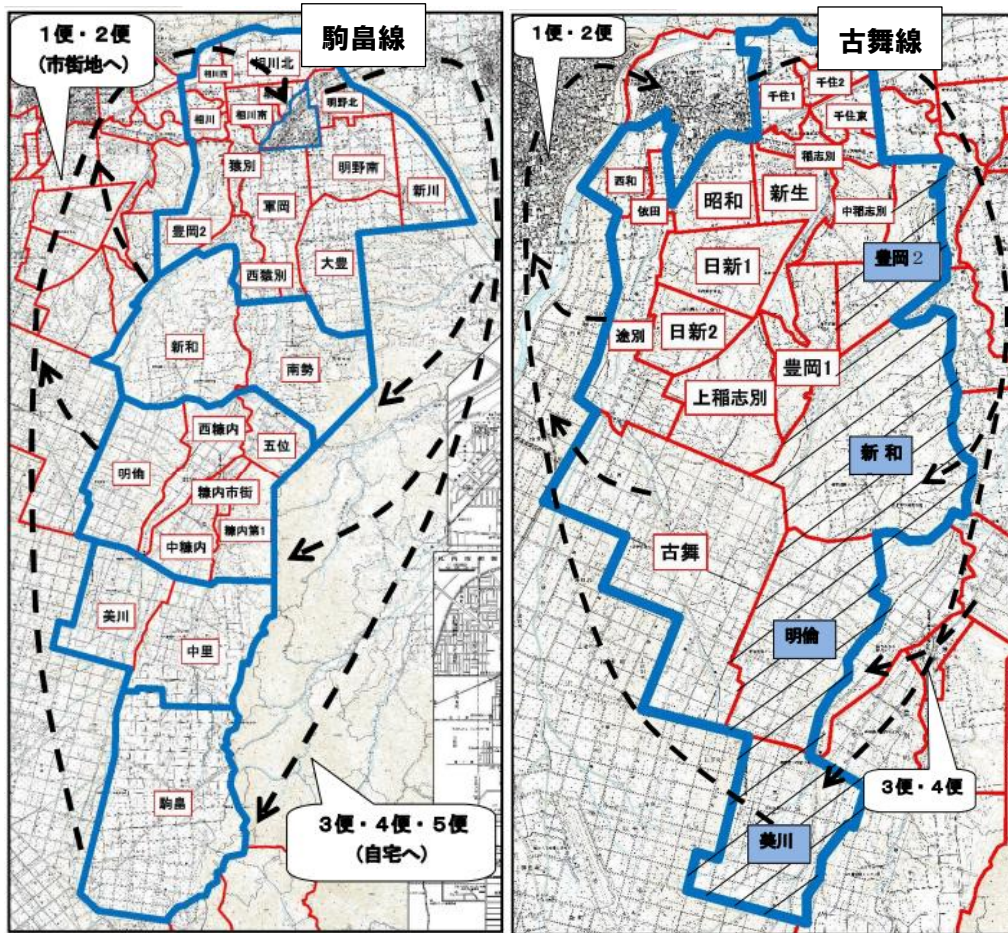 駒畠線
1便・2便
(市街地へ)
相川西
相川北
相川
相川南
明野北
猿別
明野南
新川
軍岡
豊岡2
西猿別
大豊
新和
南勢
西糠内
五位
明倫
糠内市街
糠内第1
中糠内
美川
中里
駒畠
3便・4便・5便
(自宅へ)
古舞線
1便・2便
千住1
千住2
千住東
稲志別
西和
依田
昭和
新生
中稲志別
豊岡2
日新1
途別
日新2
豊岡1
上稲志別
新和
古舞
明倫
3便・4便
美川